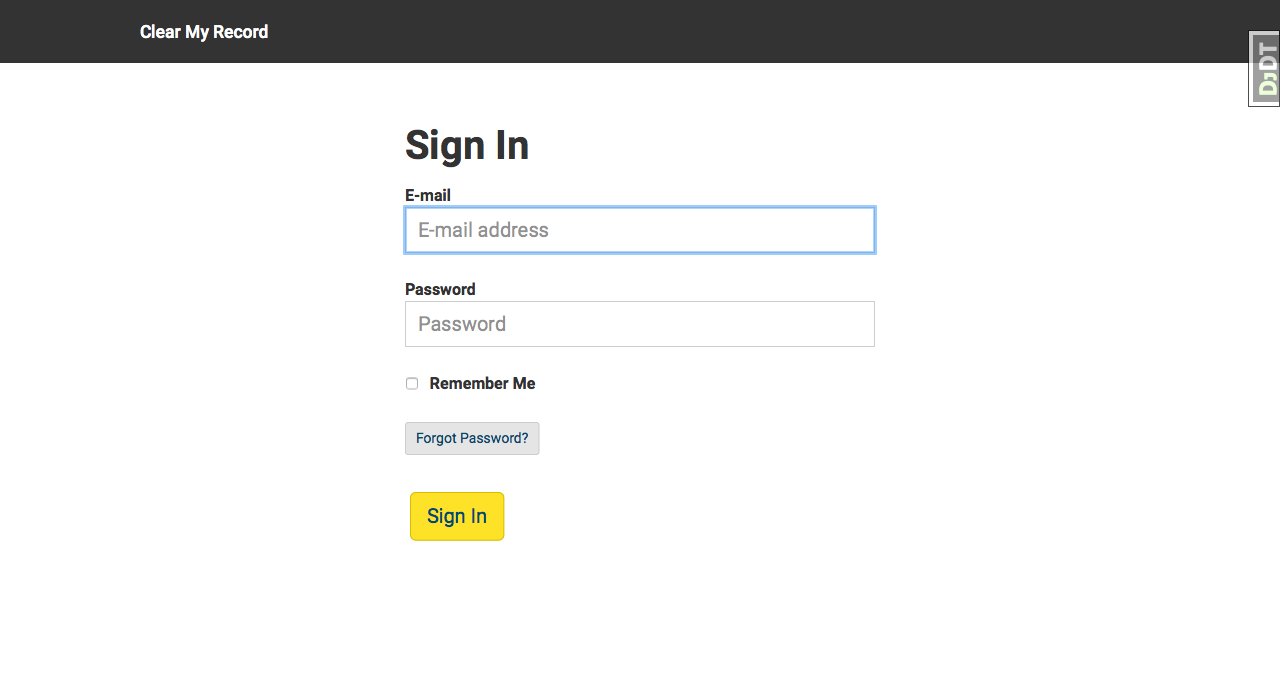 Clear My Record
DJDT
Sign In
E-mail
E-mail address
Password
Password
Remember Me
Forgot Password?
Sign In